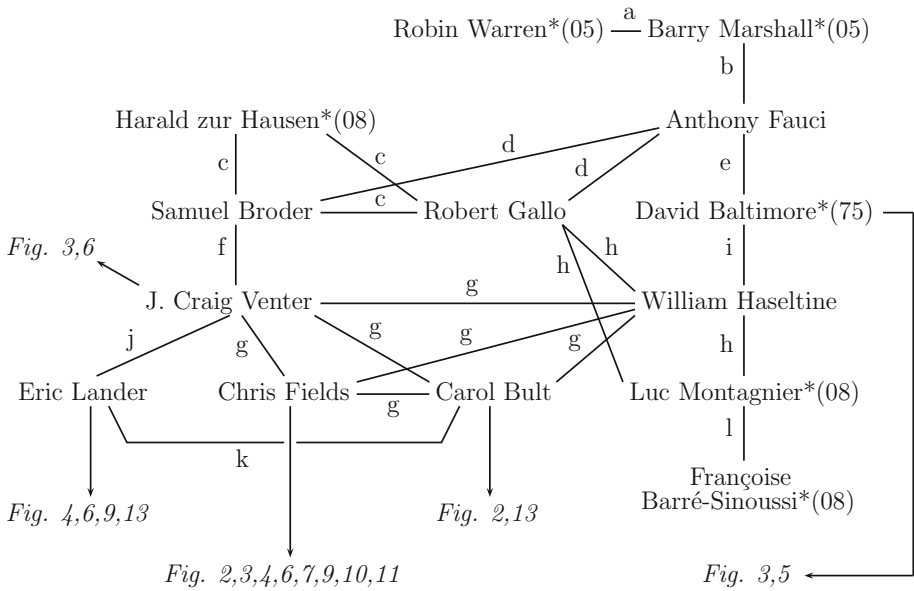 a
Robin Warren*(05) Barry Marshall*(05)
b
Harald zur Hausen*(08) Anthony Fauci
d
c c d e
c
Samuel Broder Robert Gallo David Baltimore*(75)
Fig. 3,6 f h h i
g
J. Craig Venter William Haseltine
j g g g g h
Eric Lander Chris Fields Carol Bult Luc Montagnier*(08)
g
k l
Françoise
Barré-Sinoussi*(08)
Fig. 4,6,9,13 Fig. 2,13
Fig. 2,3,4,6,7,9,10,11 Fig. 3,5